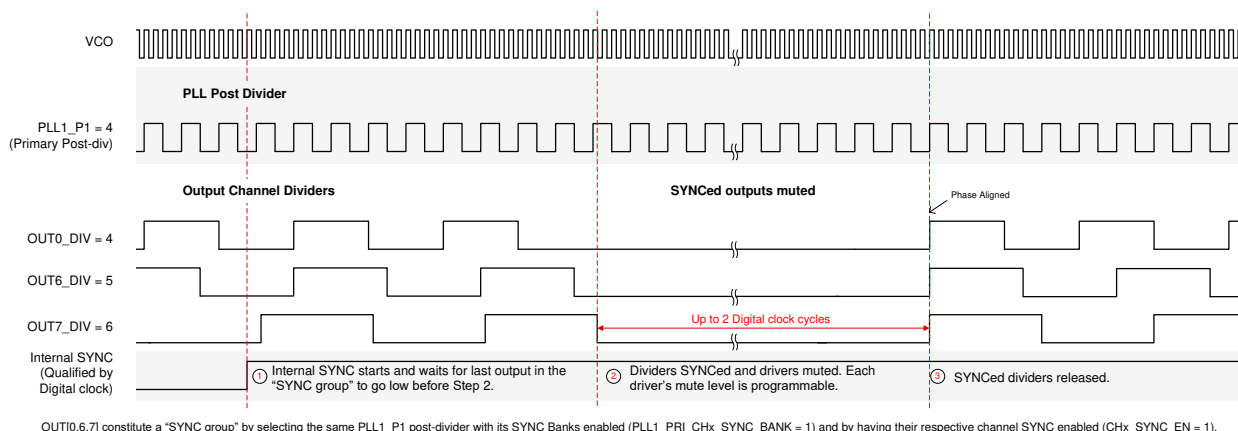 VCO
PLL Post Divider
PLL1_P1 = 4
(Primary Post-div)
Output Channel Dividers
SYNCed outputs muted
Phase Aligned
OUT0_DIV = 4
OUT6_DIV = 5
OUT7_DIV = 6
Up to 2 Digital clock cycles
Internal SYNC
(Qualified by
Digital clock)
1 Internal SYNC starts and waits for last output in the
"SYNC group" to go low before Step 2.
2 Dividers SYNCed and drivers muted. Each
driver's mute level is programmable.
3 SYNCed dividers released.
OUT[0,6,7] constitute a "SYNC group" by selecting the same PLL1_P1 post-divider with its SYNC Banks enabled (PLL1_PRI_CHx_SYNC_BANK = 1) and by having their respective channel SYNC enabled (CHx_SYNC_EN = 1).